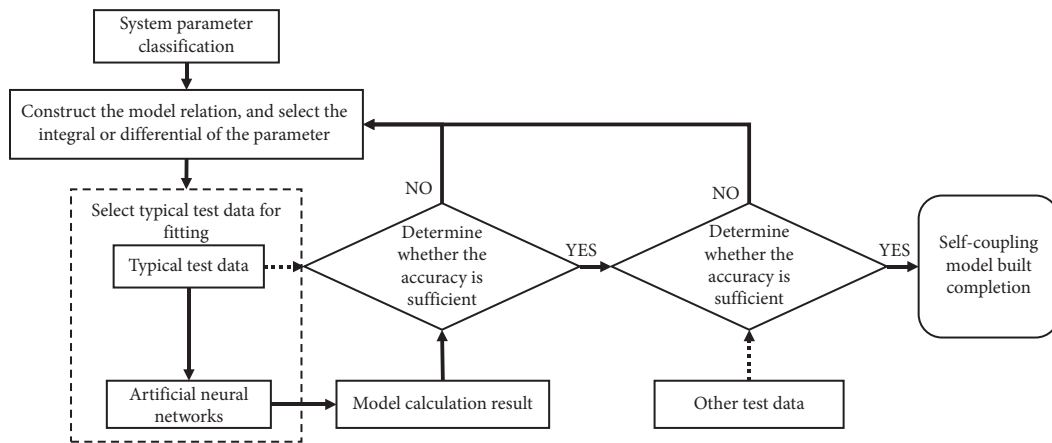 System parameter
classification
Construct the model relation, and select the
integral or differential of the parameter
Select typical test data for
fitting
Typical test data
Artificial neural
networks
Model calculation result
NO
Determine
whether the
accuracy is
sufficient
YES
NO
Determine
whether the
accuracy is
sufficient
YES
Other test data
Self-coupling
model built
completion